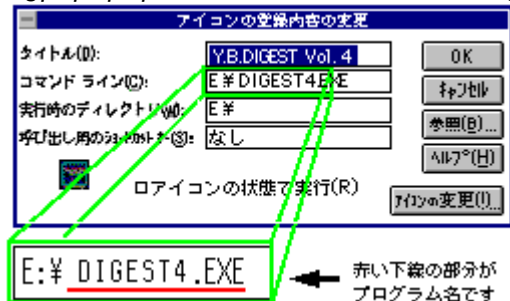 アイコンの登録内容の変更
タイトル(D): Y.B.DIGEST Vol. 4
コマンド ライン(C): E¥DIGEST4.EXE
実行時のディレクトリ(W): E¥
呼び出し用のショートカット キー(S): なし
ロアイコンの状態で実行(R)
OK
キャンセル
参照(B)...
ヘルプ(H)
アイコンの変更(I)...
E:¥ DIGEST4.EXE
赤い下線の部分が
プログラム名です